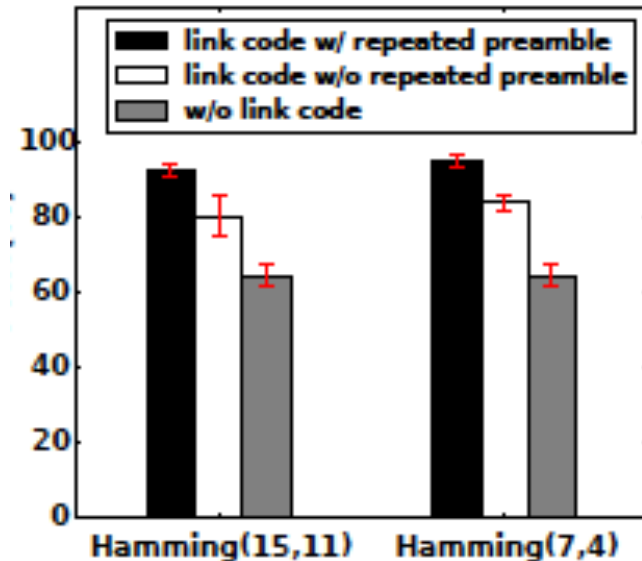 link code w/ repeated preamble
link code w/o repeated preamble
w/o link code
100
80
60
40
20
0
Hamming(15,11)
Hamming(7,4)